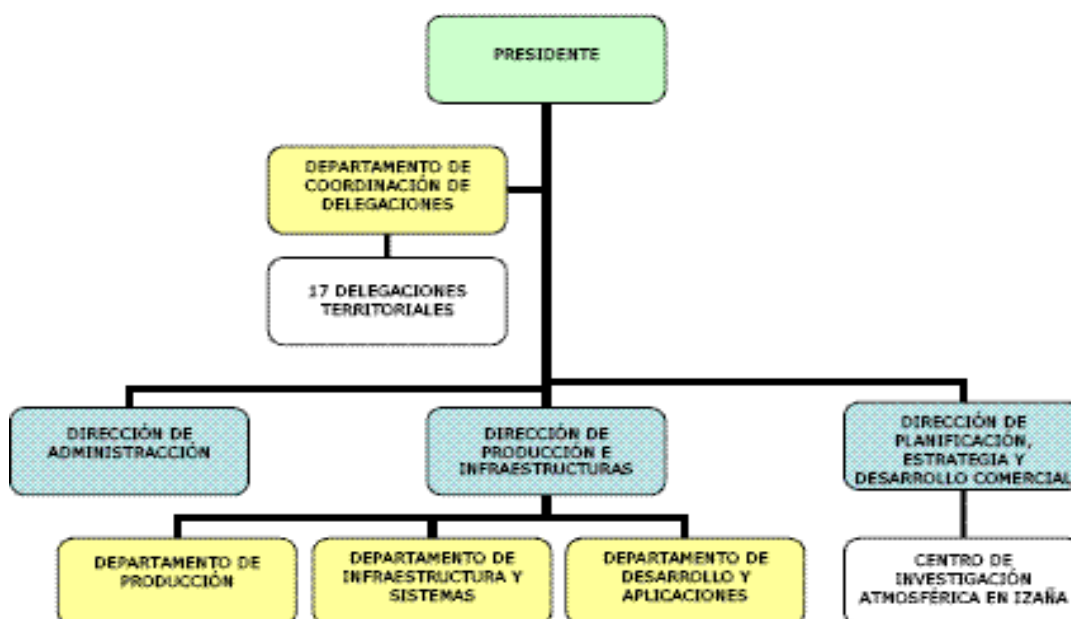 PRESIDENTE
DEPARTAMENTO DE
COORDINACIÓN DE
DELEGACIONES
17 DELEGACIONES
TERRITORIALES
DIRECCIÓN DE
ADMINISTRACCIÓN
DIRECCIÓN DE
PRODUCCIÓN E
INFRAESTRUCTURAS
DIRECCIÓN DE
PLANIFICACIÓN,
ESTRATEGIA Y
DESARROLLO COMERCIAL
DEPARTAMENTO DE
PRODUCCIÓN
DEPARTAMENTO DE
INFRAESTRUCTURA Y
SISTEMAS
DEPARTAMENTO DE
DESARROLLO Y
APLICACIONES
CENTRO DE
INVESTIGACIÓN
ATMOSFÉRICA EN IZAÑA